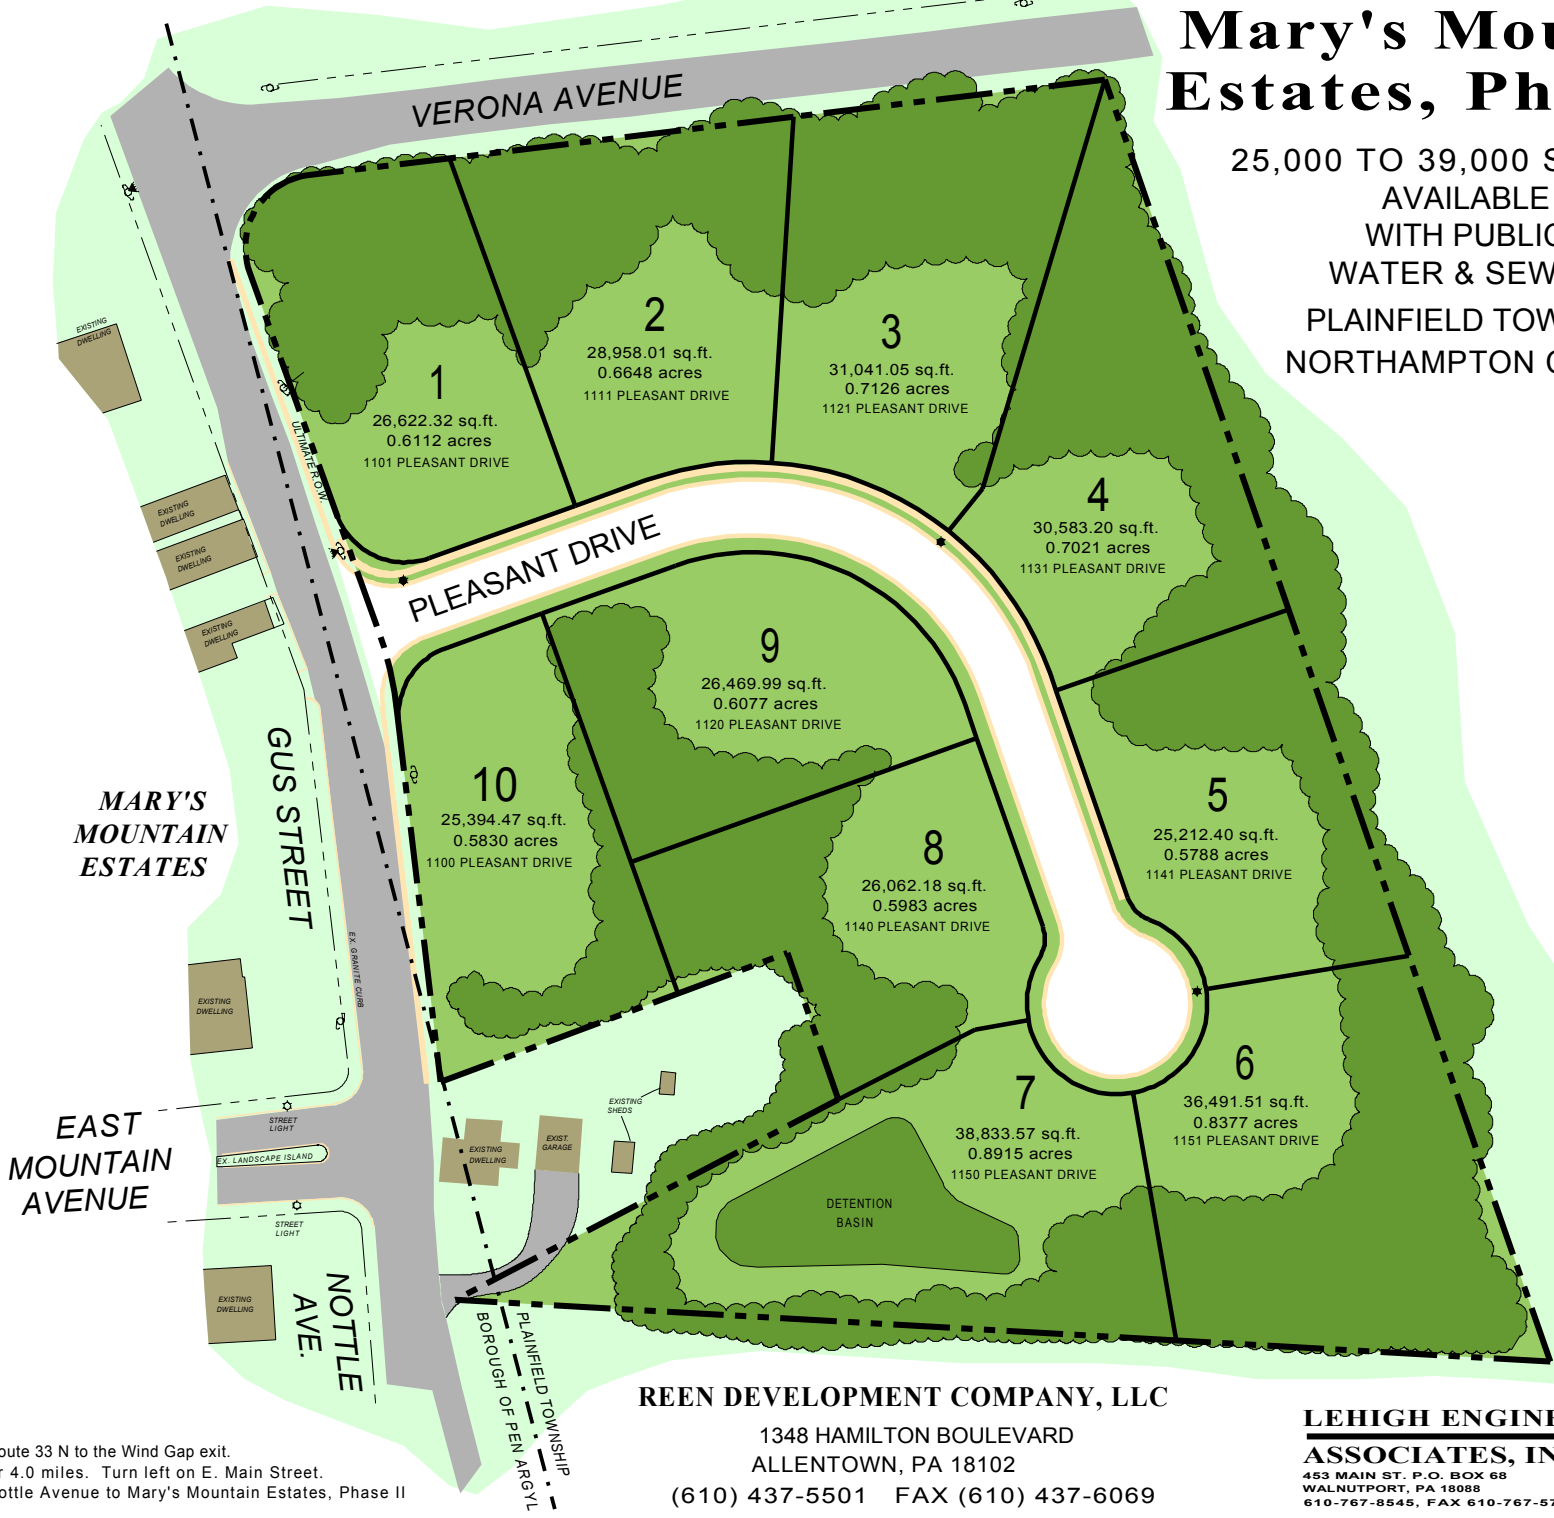 Mary's Mou
Estates, Ph
25,000 TO 39,000 S
AVAILABLE
WITH PUBLIC
WATER & SEW
PLAINFIELD TOW
NORTHAMPTON C
VERONA AVENUE
EXISTING
DWELLING
ULTIMATE R.O.W.
1
26,622.32 sq.ft.
0.6112 acres
1101 PLEASANT DRIVE
2
28,958.01 sq.ft.
0.6648 acres
1111 PLEASANT DRIVE
3
31,041.05 sq.ft.
0.7126 acres
1121 PLEASANT DRIVE
4
30,583.20 sq.ft.
0.7021 acres
1131 PLEASANT DRIVE
EXISTING
DWELLING
EXISTING
DWELLING
EXISTING
DWELLING
PLEASANT DRIVE
9
26,469.99 sq.ft.
0.6077 acres
1120 PLEASANT DRIVE
10
25,394.47 sq.ft.
0.5830 acres
1100 PLEASANT DRIVE
8
26,062.18 sq.ft.
0.5983 acres
1140 PLEASANT DRIVE
5
25,212.40 sq.ft.
0.5788 acres
1141 PLEASANT DRIVE
GUS STREET
MARY'S
MOUNTAIN
ESTATES
EX. GRANITE CURB
EXISTING
DWELLING
7
38,833.57 sq.ft.
0.8915 acres
1150 PLEASANT DRIVE
6
36,491.51 sq.ft.
0.8377 acres
1151 PLEASANT DRIVE
DETENTION
BASIN
EAST
MOUNTAIN
AVENUE
STREET
LIGHT
EX. LANDSCAPE ISLAND
STREET
LIGHT
EXISTING
DWELLING
EXIST.
GARAGE
EXISTING
SHEDS
EXISTING
DWELLING
NOTTLE
AVE.
PLAINFIELD TOWNSHIP
BOROUGH OF PEN ARGYL
REEN DEVELOPMENT COMPANY, LLC
1348 HAMILTON BOULEVARD
ALLENTOWN, PA 18102
(610) 437-5501 FAX (610) 437-6069
oute 33 N to the Wind Gap exit.
r 4.0 miles. Turn left on E. Main Street.
ottle Avenue to Mary's Mountain Estates, Phase II
LEHIGH ENGINE
ASSOCIATES, IN
453 MAIN ST. P.O. BOX 68
WALNUTPORT, PA 18088
610-767-8545, FAX 610-767-57